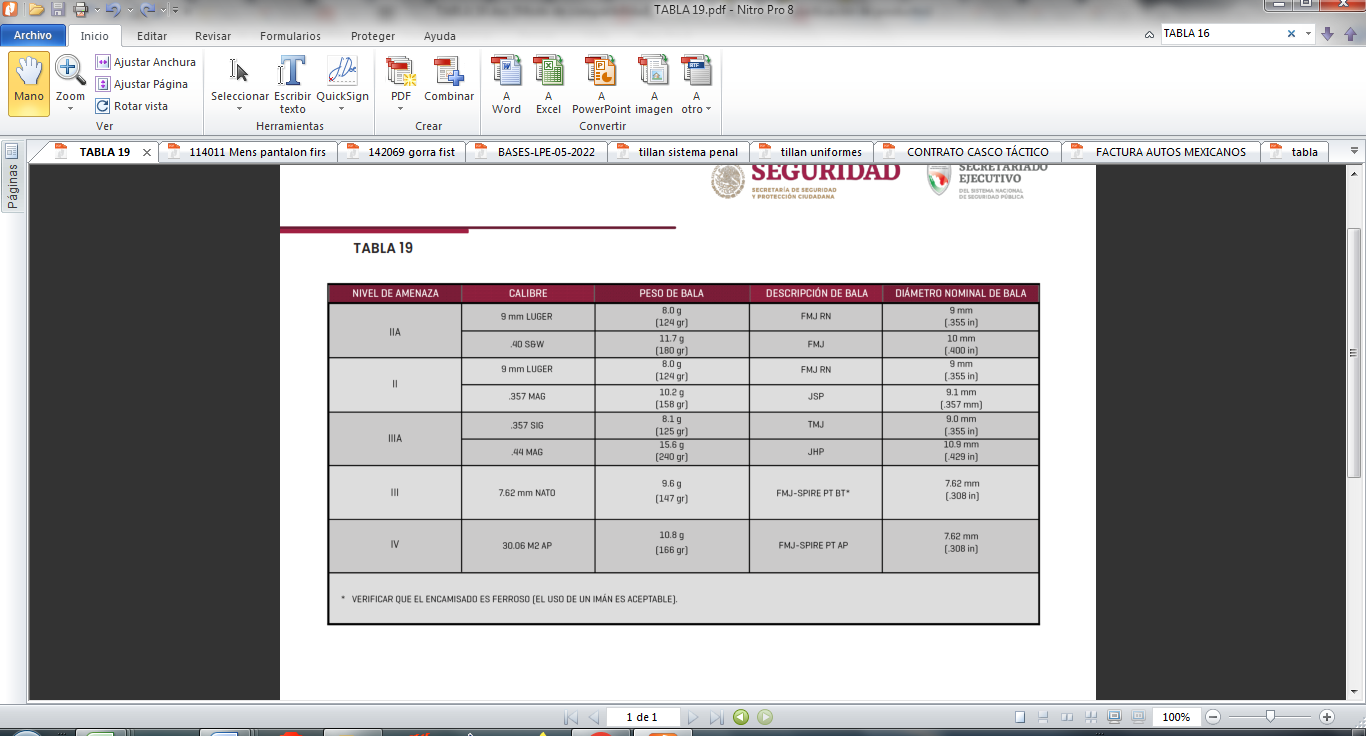 TABLA 19.pdf - Nitro Pro 8
Archivo Inicio Editar Revisar Formularios Proteger Ayuda TABLA 16
Mano Zoom Ajustar Anchura
Ajustar Página
Rotar vista
Seleccionar Escribir texto QuickSign
PDF Combinar
A Word A Excel A PowerPoint A imagen A otro
Ver Herramientas Crear Convertir
Páginas
TABLA 19 114011 Mens pantalon firs 142069 gorra fist BASES-LPE-05-2022 tillan sistema penal tillan uniformes CONTRATO CASCO TÁCTICO FACTURA AUTOS MEXICANOS tabla
SEGURIDAD
SECRETARÍA DE SEGURIDAD
Y PROTECCIÓN CIUDADANA
SECRETARIADO
EJECUTIVO
DEL SISTEMA NACIONAL
DE SEGURIDAD PÚBLICA
TABLA 19
NIVEL DE AMENAZA CALIBRE PESO DE BALA DESCRIPCIÓN DE BALA DIÁMETRO NOMINAL DE BALA
IIA 9 mm LUGER 8.0 g (124 gr) FMJ RN 9 mm (.355 in)
.40 S&W 11.7 g (180 gr) FMJ 10 mm (.400 in)
II 9 mm LUGER 8.0 g (124 gr) FMJ RN 9 mm (.355 in)
.357 MAG 10.2 g (158 gr) JSP 9.1 mm (.357 mm)
IIIA .357 SIG 8.1 g (125 gr) TMJ 9.0 mm (.355 in)
.44 MAG 15.6 g (240 gr) JHP 10.9 mm (.429 in)
III 7.62 mm NATO 9.6 g (147 gr) FMJ-SPIRE PT BT* 7.62 mm (.308 in)
IV 30.06 M2 AP 10.8 g (166 gr) FMJ-SPIRE PT AP 7.62 mm (.308 in)
* VERIFICAR QUE EL ENCAMISADO ES FERROSO (EL USO DE UN IMÁN ES ACEPTABLE).
1 de 1 100%